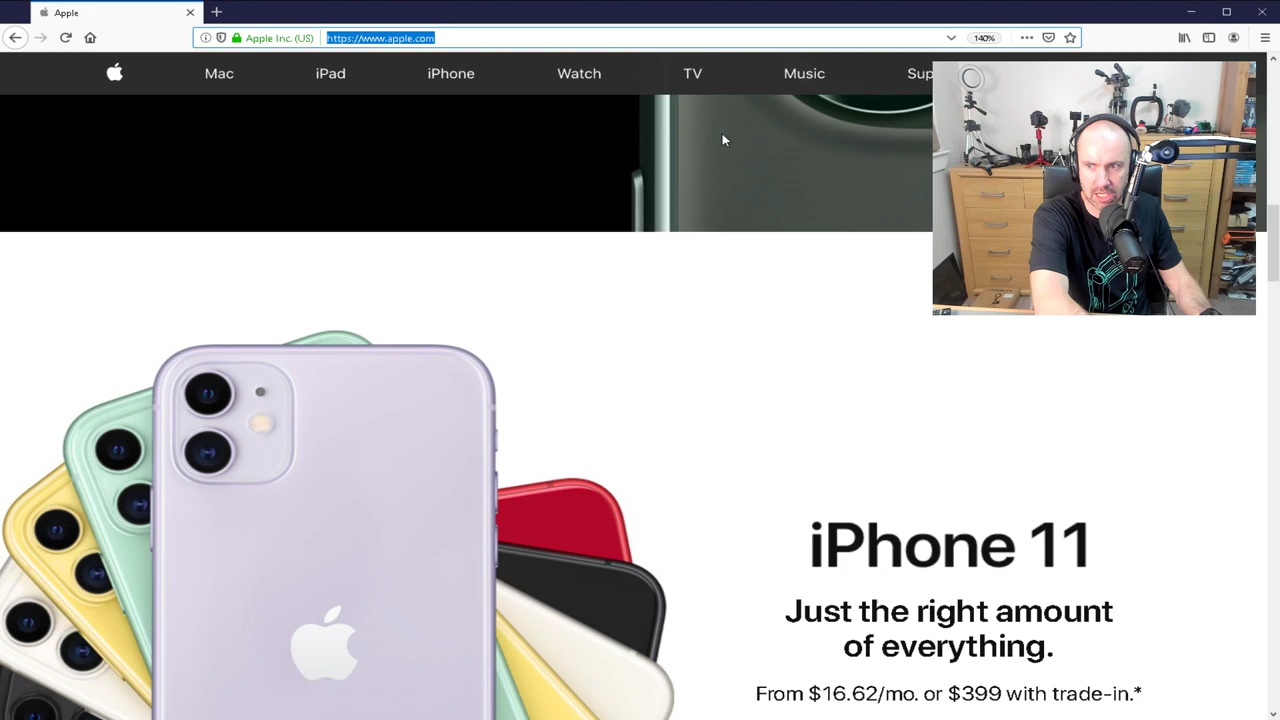 Apple
Apple Inc. (US)
https://www.apple.com
140%
Mac
iPad
iPhone
Watch
TV
Music
Sup
iPhone 11
Just the right amount
of everything.
From $16.62/mo. or $399 with trade-in.*